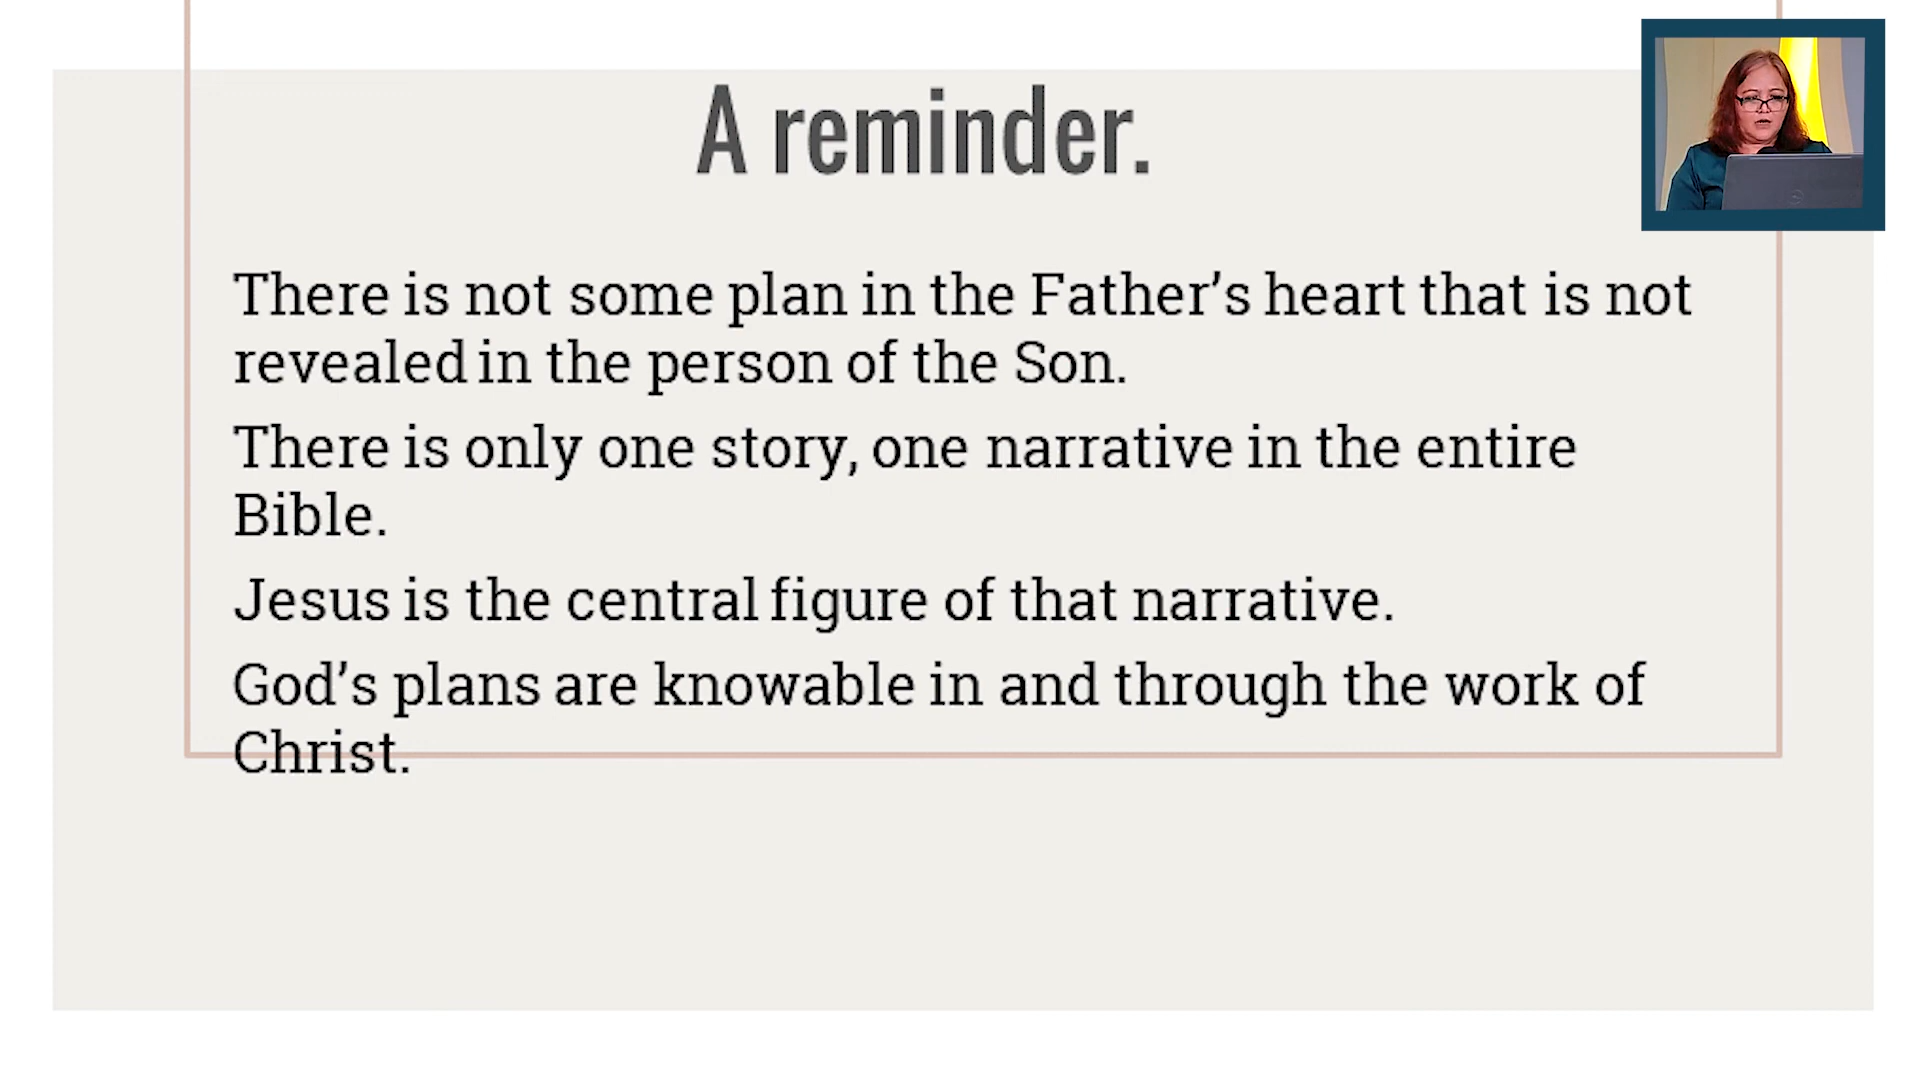 A reminder.
There is not some plan in the Father’s heart that is not
revealed in the person of the Son.
There is only one story, one narrative in the entire
Bible.
Jesus is the central figure of that narrative.
God’s plans are knowable in and through the work of
Christ.